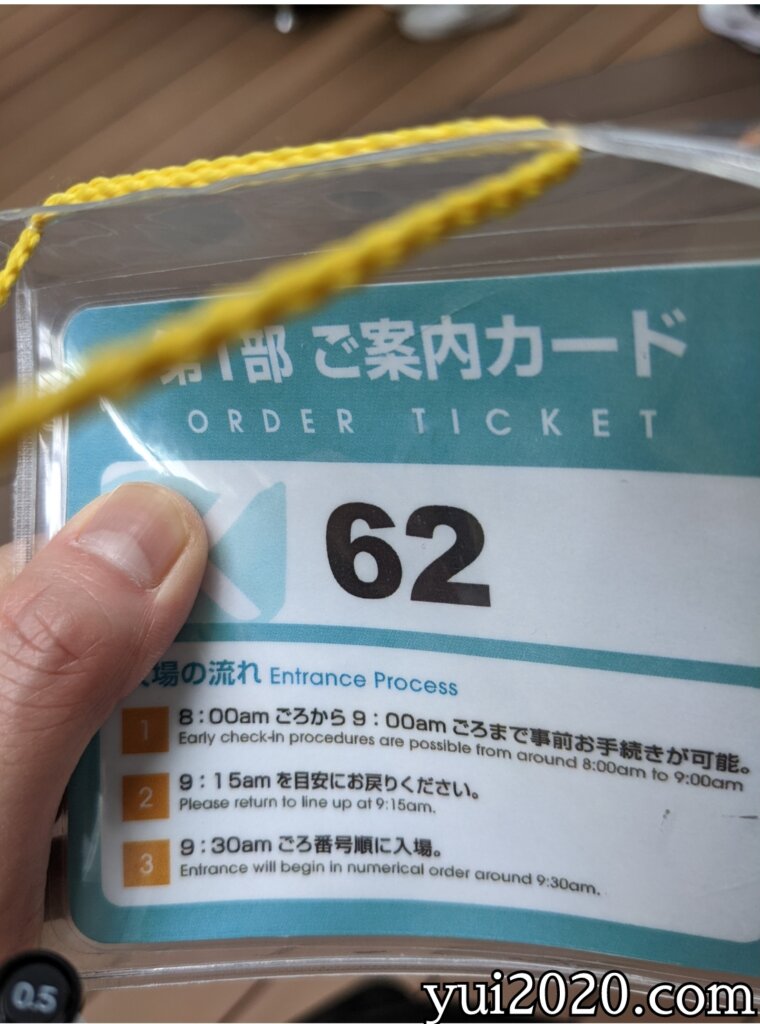 第1部 ご案内カード
ORDER TICKET
62
場の流れ Entrance Process
1 8:00am ごろから 9:00am ごろまで事前お手続きが可能。
Early check-in procedures are possible from around 8:00am to 9:00am
2 9:15am を目安にお戻りください。
Please return to line up at 9:15am.
3 9:30am ごろ番号順に入場。
Entrance will begin in numerical order around 9:30am.
0.5
yui2020.com